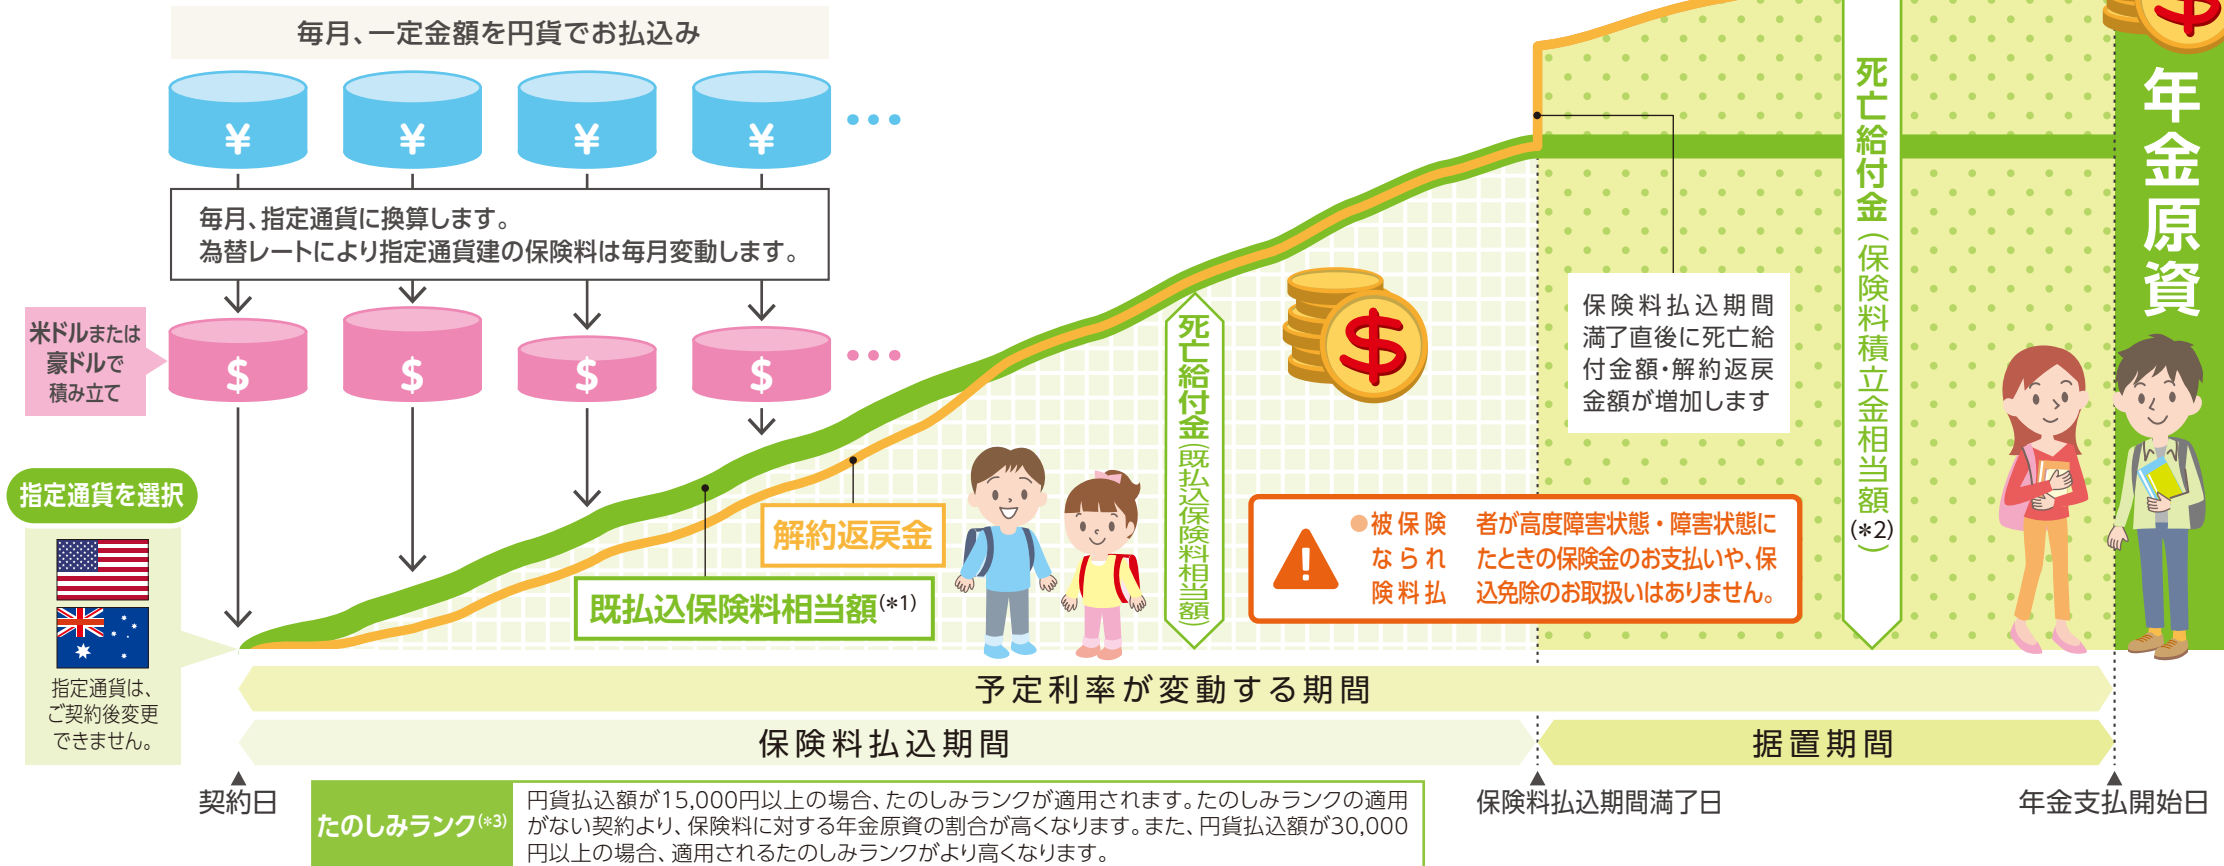 毎月、一定金額を円貨でお払込み
¥ ¥ ¥ ¥
毎月、指定通貨に換算します。
為替レートにより指定通貨建の保険料は毎月変動します。
米ドルまたは
豪ドルで
積み立て
$ $ $ $
指定通貨を選択
指定通貨は、
ご契約後変更
できません。
解約返戻金
既払込保険料相当額(*1)
死亡給付金(既払込保険料相当額)
$
保険料払込期間
満了直後に死亡給
付金額・解約返戻
金額が増加します
死亡給付金(保険料積立金相当額(*2))
$
年金原資
!
●被保険 者が高度障害状態・障害状態に
なられ たときの保険金のお支払いや、保
険料払 込免除のお取扱いはありません。
予定利率が変動する期間
保険料払込期間
据置期間
契約日
保険料払込期間満了日
年金支払開始日
たのしみランク(*3)
円貨払込額が15,000円以上の場合、たのしみランクが適用されます。たのしみランクの適用
がない契約より、保険料に対する年金原資の割合が高くなります。また、円貨払込額が30,000
円以上の場合、適用されるたのしみランクがより高くなります。